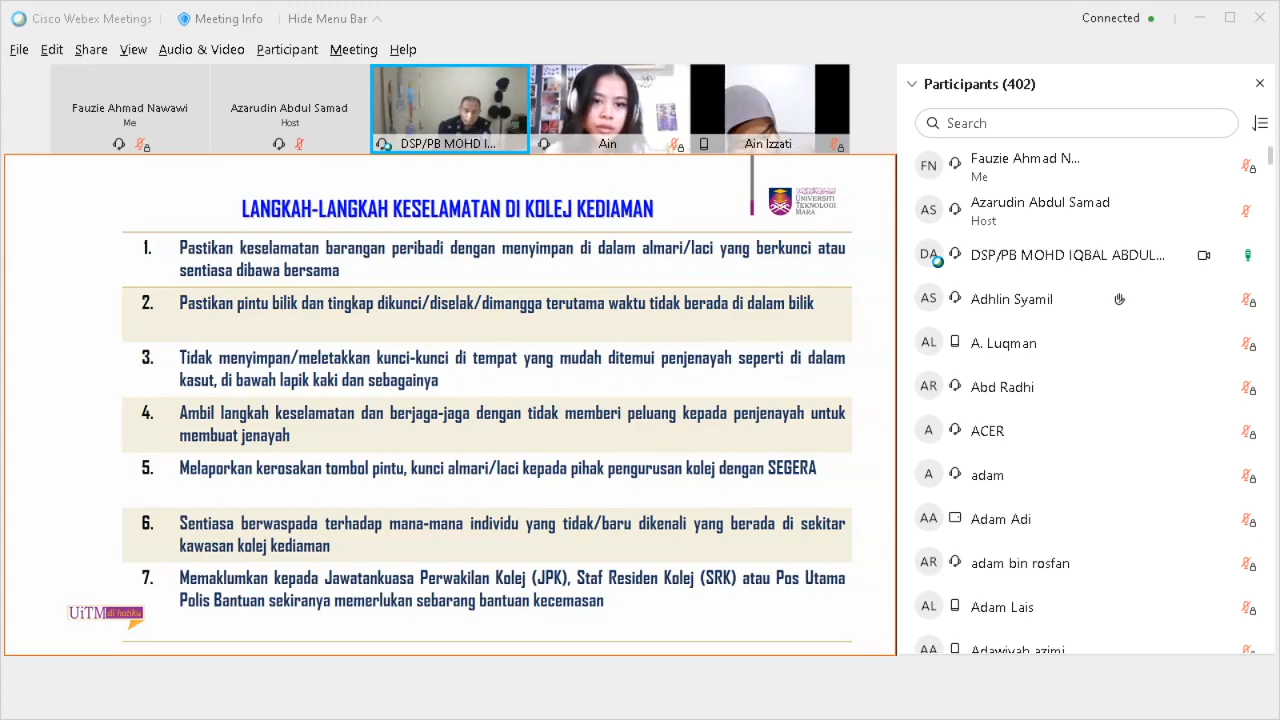 Cisco Webex Meetings
Meeting Info
Hide Menu Bar
Connected
File Edit Share View Audio & Video Participant Meeting Help
Fauzie Ahmad Nawawi
Me
Azarudin Abdul Samad
Host
DSP/PB MOHD I...
Ain
Ain Izzati
LANGKAH-LANGKAH KESELAMATAN DI KOLEJ KEDIAMAN
UNIVERSITI
TEKNOLOGI
MARA
1. Pastikan keselamatan barangan peribadi dengan menyimpan di dalam almari/laci yang berkunci atau
sentiasa dibawa bersama
2. Pastikan pintu bilik dan tingkap dikunci/diselak/dimangga terutama waktu tidak berada di dalam bilik
3. Tidak menyimpan/meletakkan kunci-kunci di tempat yang mudah ditemui penjenayah seperti di dalam
kasut, di bawah lapik kaki dan sebagainya
4. Ambil langkah keselamatan dan berjaga-jaga dengan tidak memberi peluang kepada penjenayah untuk
membuat jenayah
5. Melaporkan kerosakan tombol pintu, kunci almari/laci kepada pihak pengurusan kolej dengan SEGERA
6. Sentiasa berwaspada terhadap mana-mana individu yang tidak/baru dikenali yang berada di sekitar
kawasan kolej kediaman
7. Memaklumkan kepada Jawatankuasa Perwakilan Kolej (JPK), Staf Residen Kolej (SRK) atau Pos Utama
Polis Bantuan sekiranya memerlukan sebarang bantuan kecemasan
UiTM di hatiku
Participants (402)
Search
FN Fauzie Ahmad N...
Me
AS Azarudin Abdul Samad
Host
DA DSP/PB MOHD IQBAL ABDUL...
AS Adhlin Syamil
AL A. Luqman
AR Abd Radhi
A ACER
A adam
AA Adam Adi
AR adam bin rosfan
AL Adam Lais
AA Adawiyah azimi